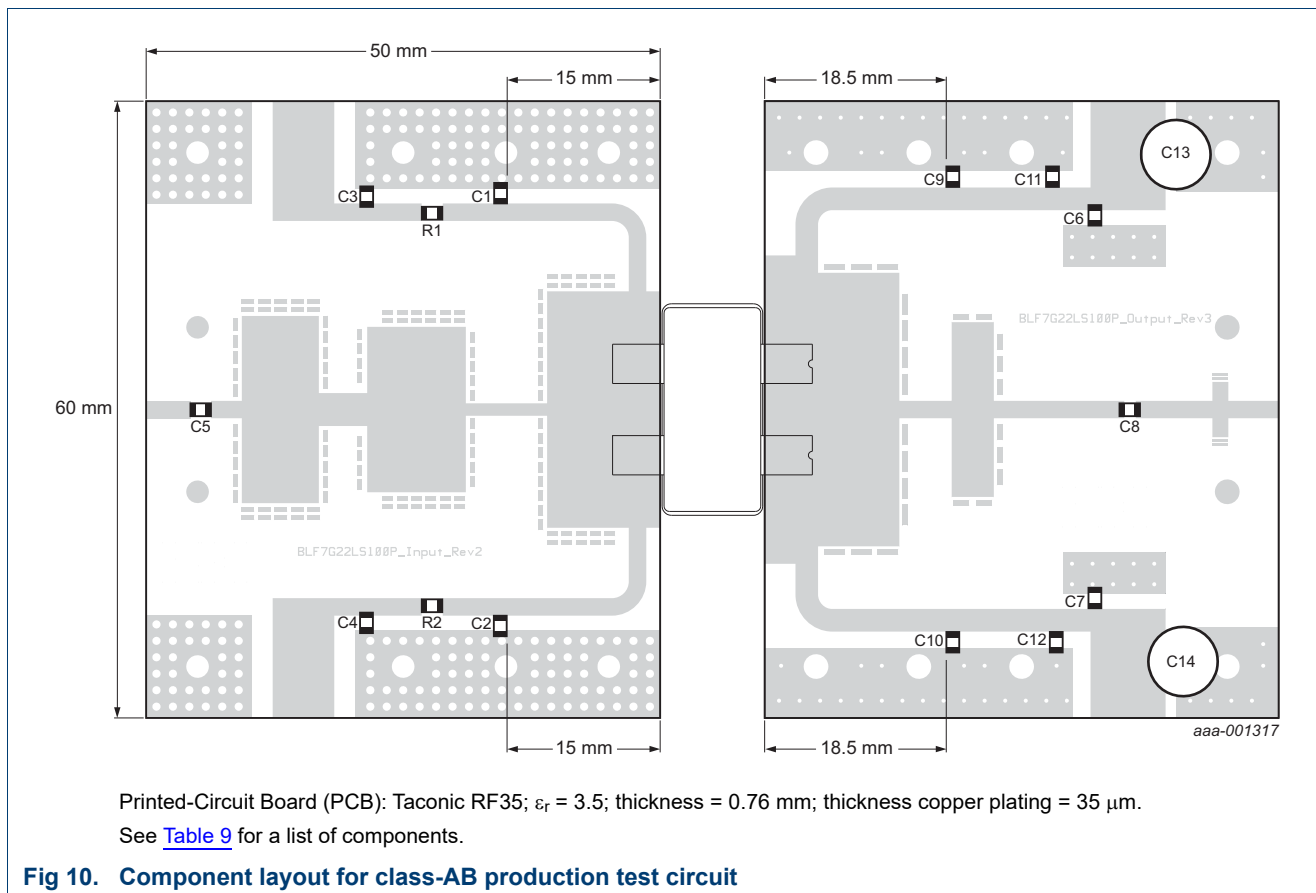 50 mm
15 mm
18.5 mm
C13
C3
C1
C9
C11
R1
C6
BLF7G22LS100P_Output_Rev3
60 mm
C5
C8
BLF7G22LS100P_Input_Rev2
C7
C4
R2
C2
C10
C12
C14
aaa-001317
15 mm
18.5 mm
Printed-Circuit Board (PCB): Taconic RF35; εr = 3.5; thickness = 0.76 mm; thickness copper plating = 35 μm.
See Table 9 for a list of components.
Fig 10. Component layout for class-AB production test circuit